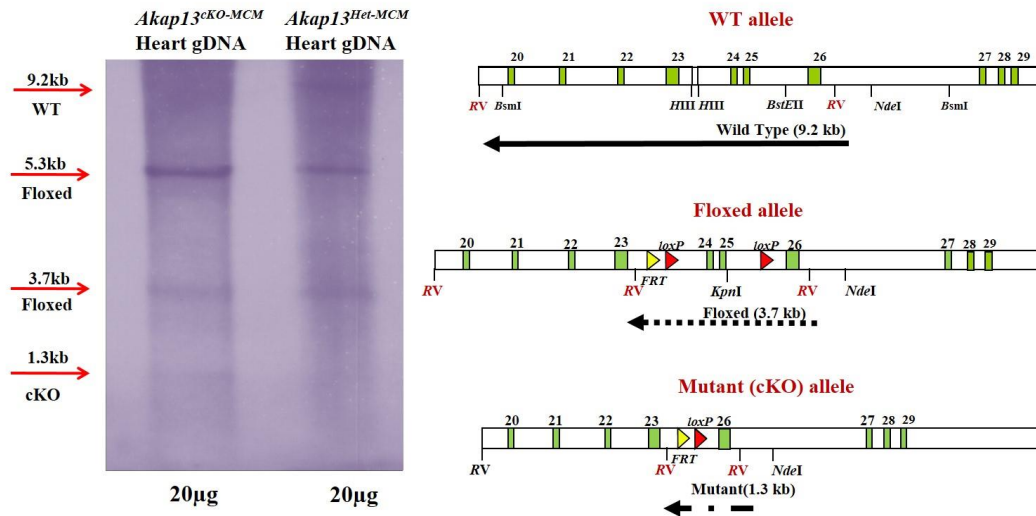 Akap13cKO-MCM
Heart gDNA
Akap13Het-MCM
Heart gDNA
9.2kb
WT
5.3kb
Floxed
3.7kb
Floxed
1.3kb
cKO
20μg
20μg
WT allele
20 21 22 23 24 25 26 27 28 29
RV BsmI HIII HIII BstEII RV NdeI BsmI
Wild Type (9.2 kb)
Floxed allele
20 21 22 23 loxP 24 25 loxP 26 27 28 29
RV RV FRT KpnI RV NdeI
Floxed (3.7 kb)
Mutant (cKO) allele
20 21 22 23 loxP 26 27 28 29
RV RV FRT RV NdeI
Mutant(1.3 kb)